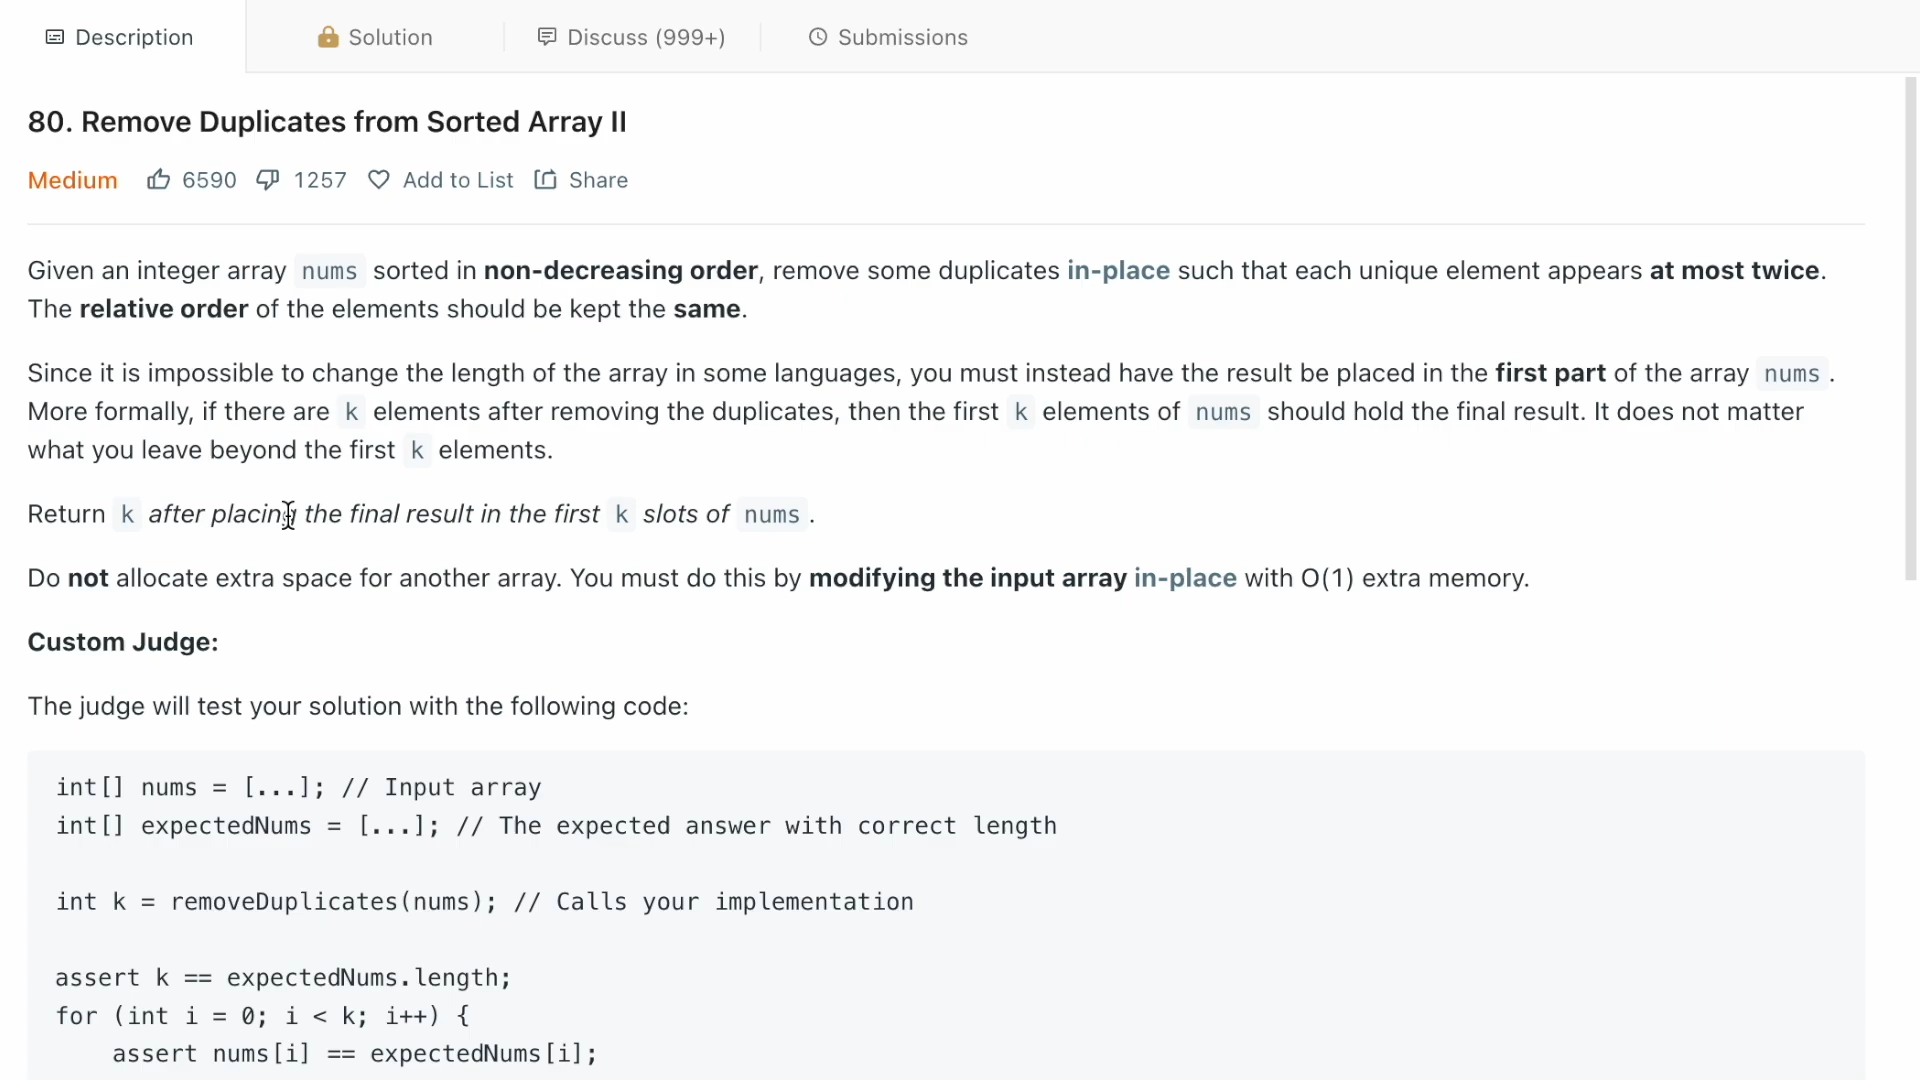 Description
Solution
Discuss (999+)
Submissions
80. Remove Duplicates from Sorted Array II
Medium 6590 1257 Add to List Share
Given an integer array nums sorted in non-decreasing order, remove some duplicates in-place such that each unique element appears at most twice.
The relative order of the elements should be kept the same.
Since it is impossible to change the length of the array in some languages, you must instead have the result be placed in the first part of the array nums.
More formally, if there are k elements after removing the duplicates, then the first k elements of nums should hold the final result. It does not matter
what you leave beyond the first k elements.
Return k after placing the final result in the first k slots of nums.
Do not allocate extra space for another array. You must do this by modifying the input array in-place with O(1) extra memory.
Custom Judge:
The judge will test your solution with the following code:
int[] nums = [...]; // Input array
int[] expectedNums = [...]; // The expected answer with correct length
int k = removeDuplicates(nums); // Calls your implementation
assert k == expectedNums.length;
for (int i = 0; i < k; i++) {
    assert nums[i] == expectedNums[i];